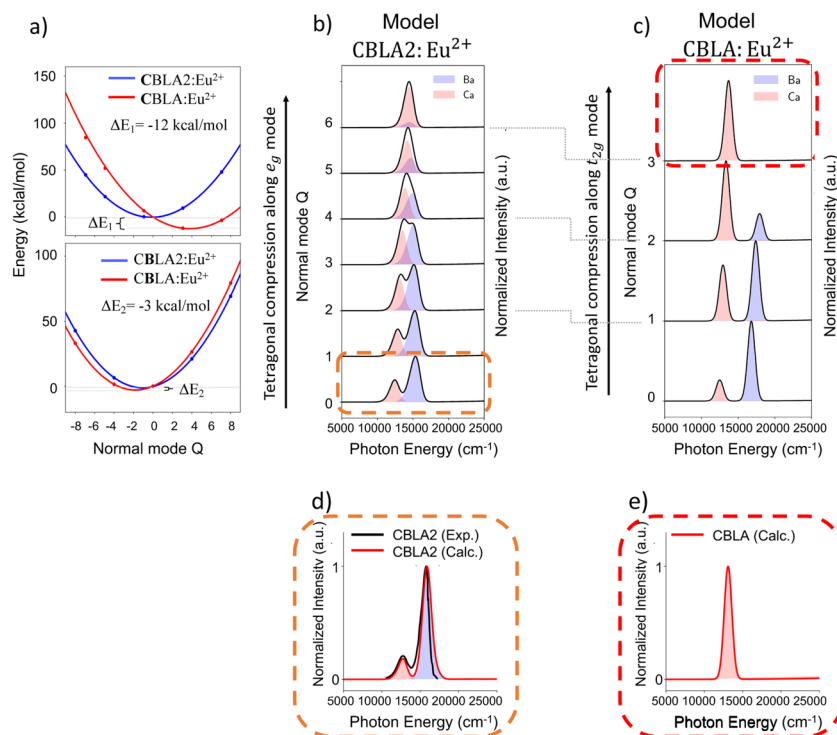 a)
150
100
50
0
Energy (kclal/mol)
CBLA2:Eu²⁺
CBLA:Eu²⁺
ΔE₁= -12 kcal/mol
ΔE₁
100
50
0
CBLA2:Eu²⁺
CBLA:Eu²⁺
ΔE₂= -3 kcal/mol
ΔE₂
-8 -6 -4 -2 0 2 4 6 8
Normal mode Q
b)
Model
CBLA2:Eu²⁺
Tetragonal compression along e_g mode
Normal mode Q
Ba
Ca
6
5
4
3
2
1
0
Normalized Intensity (a.u.)
5000 10000 15000 20000 25000
Photon Energy (cm⁻¹)
c)
Model
CBLA:Eu²⁺
Tetragonal compression along t_2g mode
Normal mode Q
Ba
Ca
3
2
1
0
Normalized Intensity (a.u.)
5000 10000 15000 20000 25000
Photon Energy (cm⁻¹)
d)
CBLA2 (Exp.)
CBLA2 (Calc.)
Normalized Intensity (a.u.)
1
0
5000 10000 15000 20000 25000
Photon Energy (cm⁻¹)
e)
CBLA (Calc.)
Normalized Intensity (a.u.)
1
0
5000 10000 15000 20000 25000
Photon Energy (cm⁻¹)